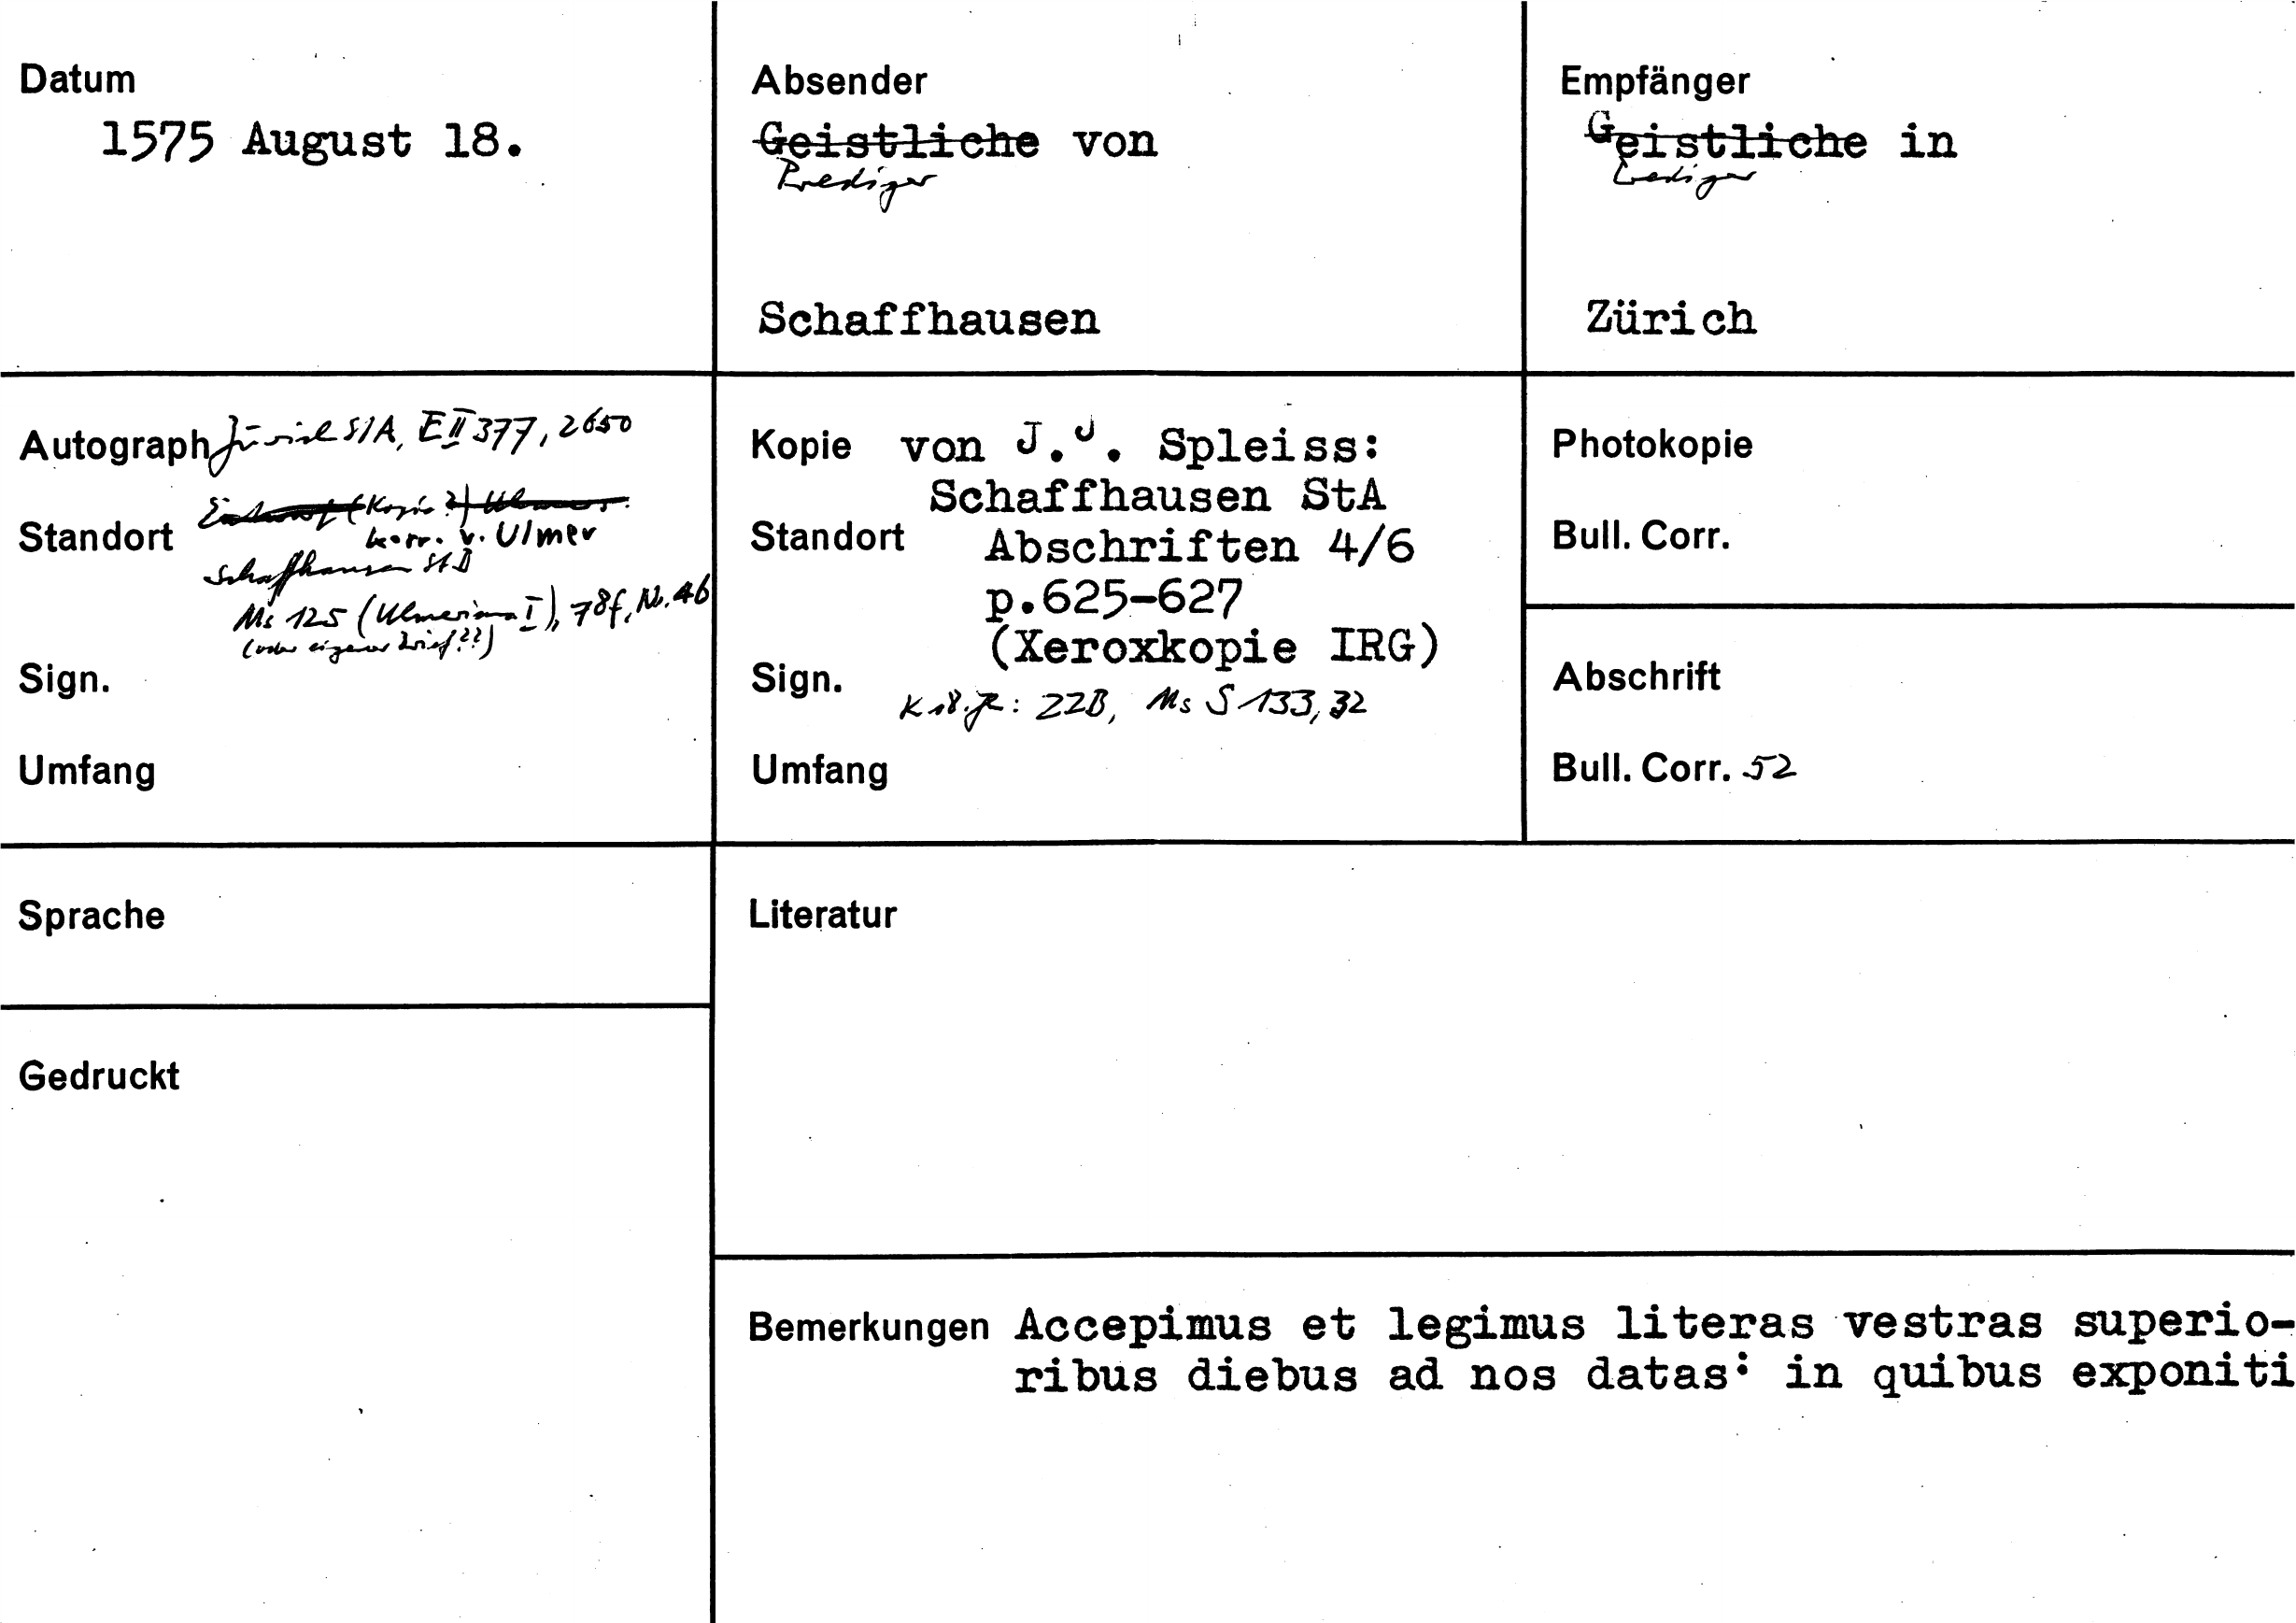 Datum
1575 August 18.
Absender
Geistliche von
Prediger
Schaffhausen
Empfänger
Geistliche in
Prediger
Zürich
Autograph Zürich StA, E II 377, 2650
Standort Entwurf (Kopie?) Ulmers.
korr. v. Ulmer
Schaffhausen StB
Ms 125 (Ulmeriana I), 78f, Nr. 46
(oder eigener Brief??)
Sign.
Umfang
Kopie von J.J. Spleiss:
Schaffhausen StA
Standort Abschriften 4/6
p.625-627
(Xeroxkopie IRG)
Sign.
K 18. Jh: ZZB, Ms S 133, 32
Umfang
Photokopie
Bull. Corr.
Abschrift
Bull. Corr. 52
Sprache
Literatur
Gedruckt
Bemerkungen Accepimus et legimus literas vestras superio-
ribus diebus ad nos datas: in quibus exponiti